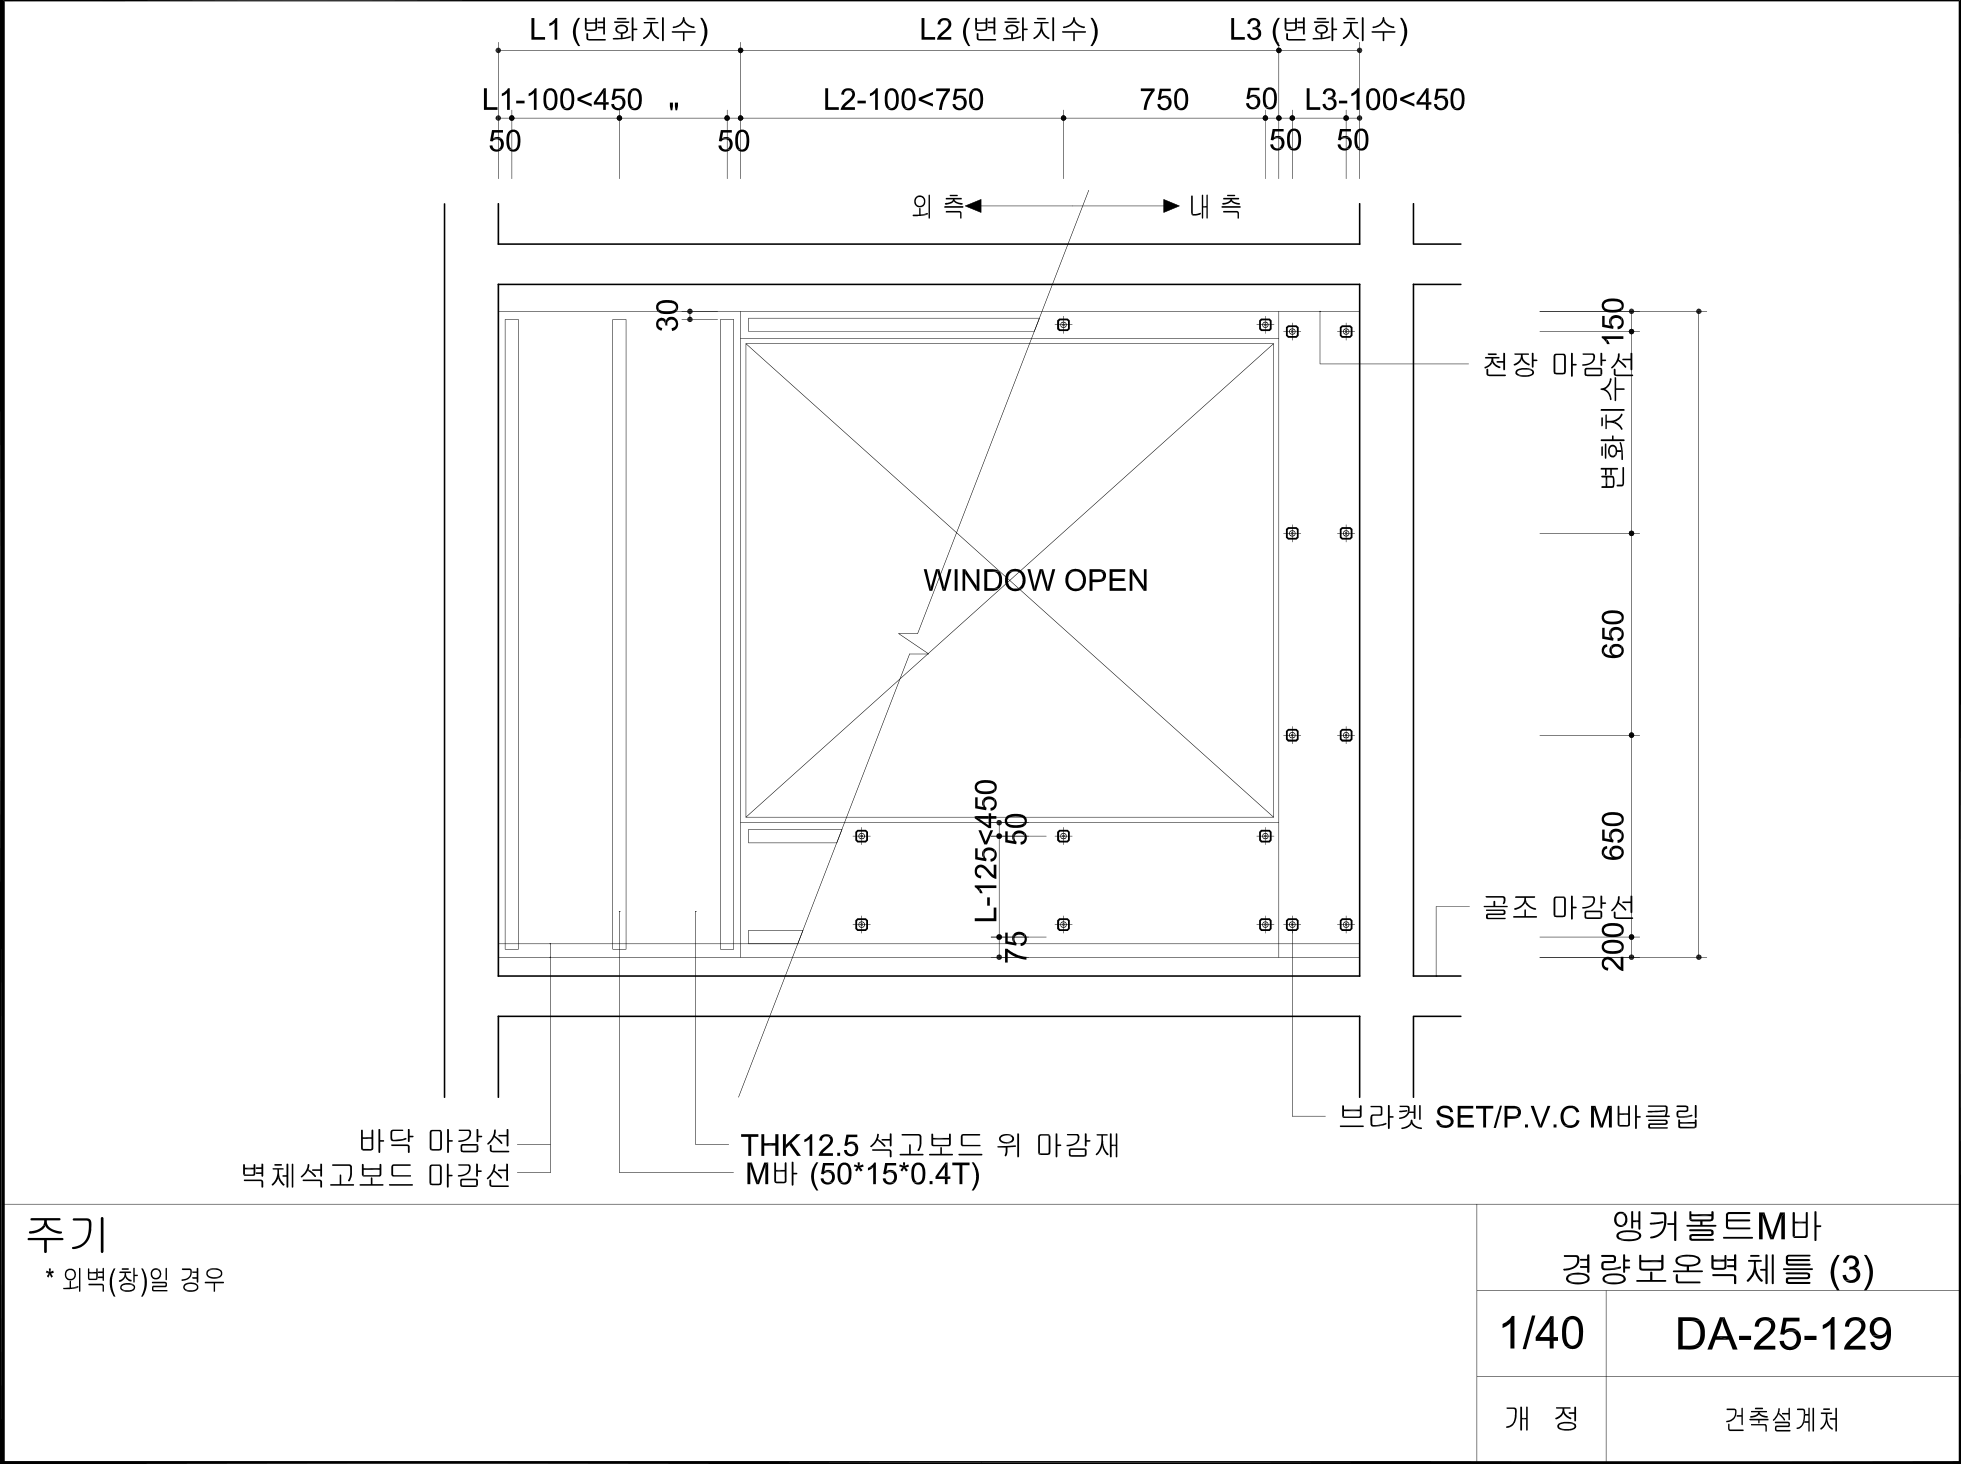 L1 (변화치수)
L2 (변화치수)
L3 (변화치수)
L1-100<450
"
L2-100<750
750
50
L3-100<450
50
50
50
50
외 측
내 측
30
150
천장 마감선
변화치수
WINDOW OPEN
650
L-125<450
50
650
75
골조 마감선
200
브라켓 SET/P.V.C M바클립
바닥 마감선
THK12.5 석고보드 위 마감재
벽체석고보드 마감선
M바 (50*15*0.4T)
주기
* 외벽(창)일 경우
앵커볼트M바
경량보온벽체틀 (3)
1/40
DA-25-129
개 정
건축설계처